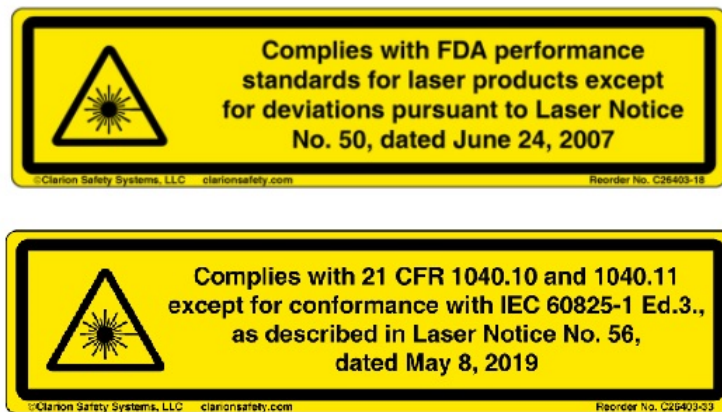 Complies with FDA performance
standards for laser products except
for deviations pursuant to Laser Notice
No. 50, dated June 24, 2007
©Clarion Safety Systems, LLC clarionsafety.com Reorder No. C26403-18
Complies with 21 CFR 1040.10 and 1040.11
except for conformance with IEC 60825-1 Ed.3.,
as described in Laser Notice No. 56,
dated May 8, 2019
©Clarion Safety Systems, LLC clarionsafety.com Reorder No. C26403-33